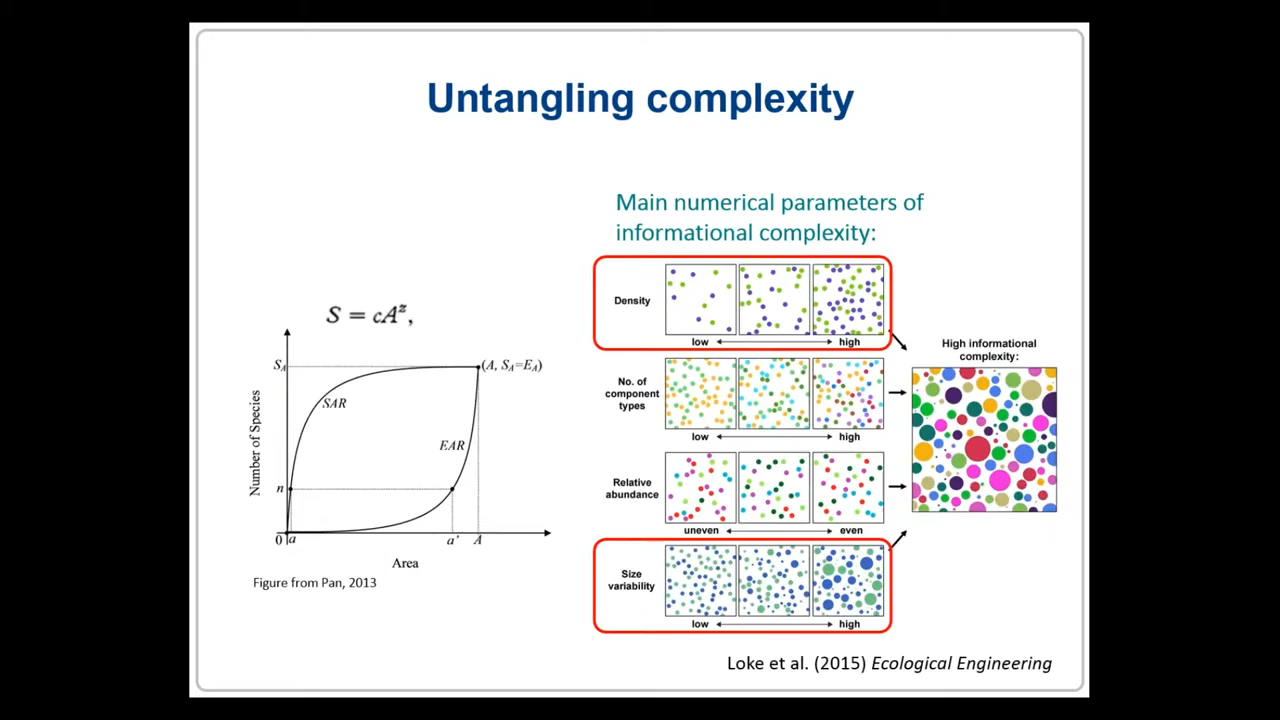 Untangling complexity
Main numerical parameters of
informational complexity:
S = cA^z,
S_A
(A, S_A=E_A)
SAR
EAR
Number of Species
n
0
a
a'
A
Area
Figure from Pan, 2013
Density
low
high
No. of
component
types
low
high
Relative
abundance
uneven
even
Size
variability
low
high
High informational
complexity:
Loke et al. (2015) Ecological Engineering